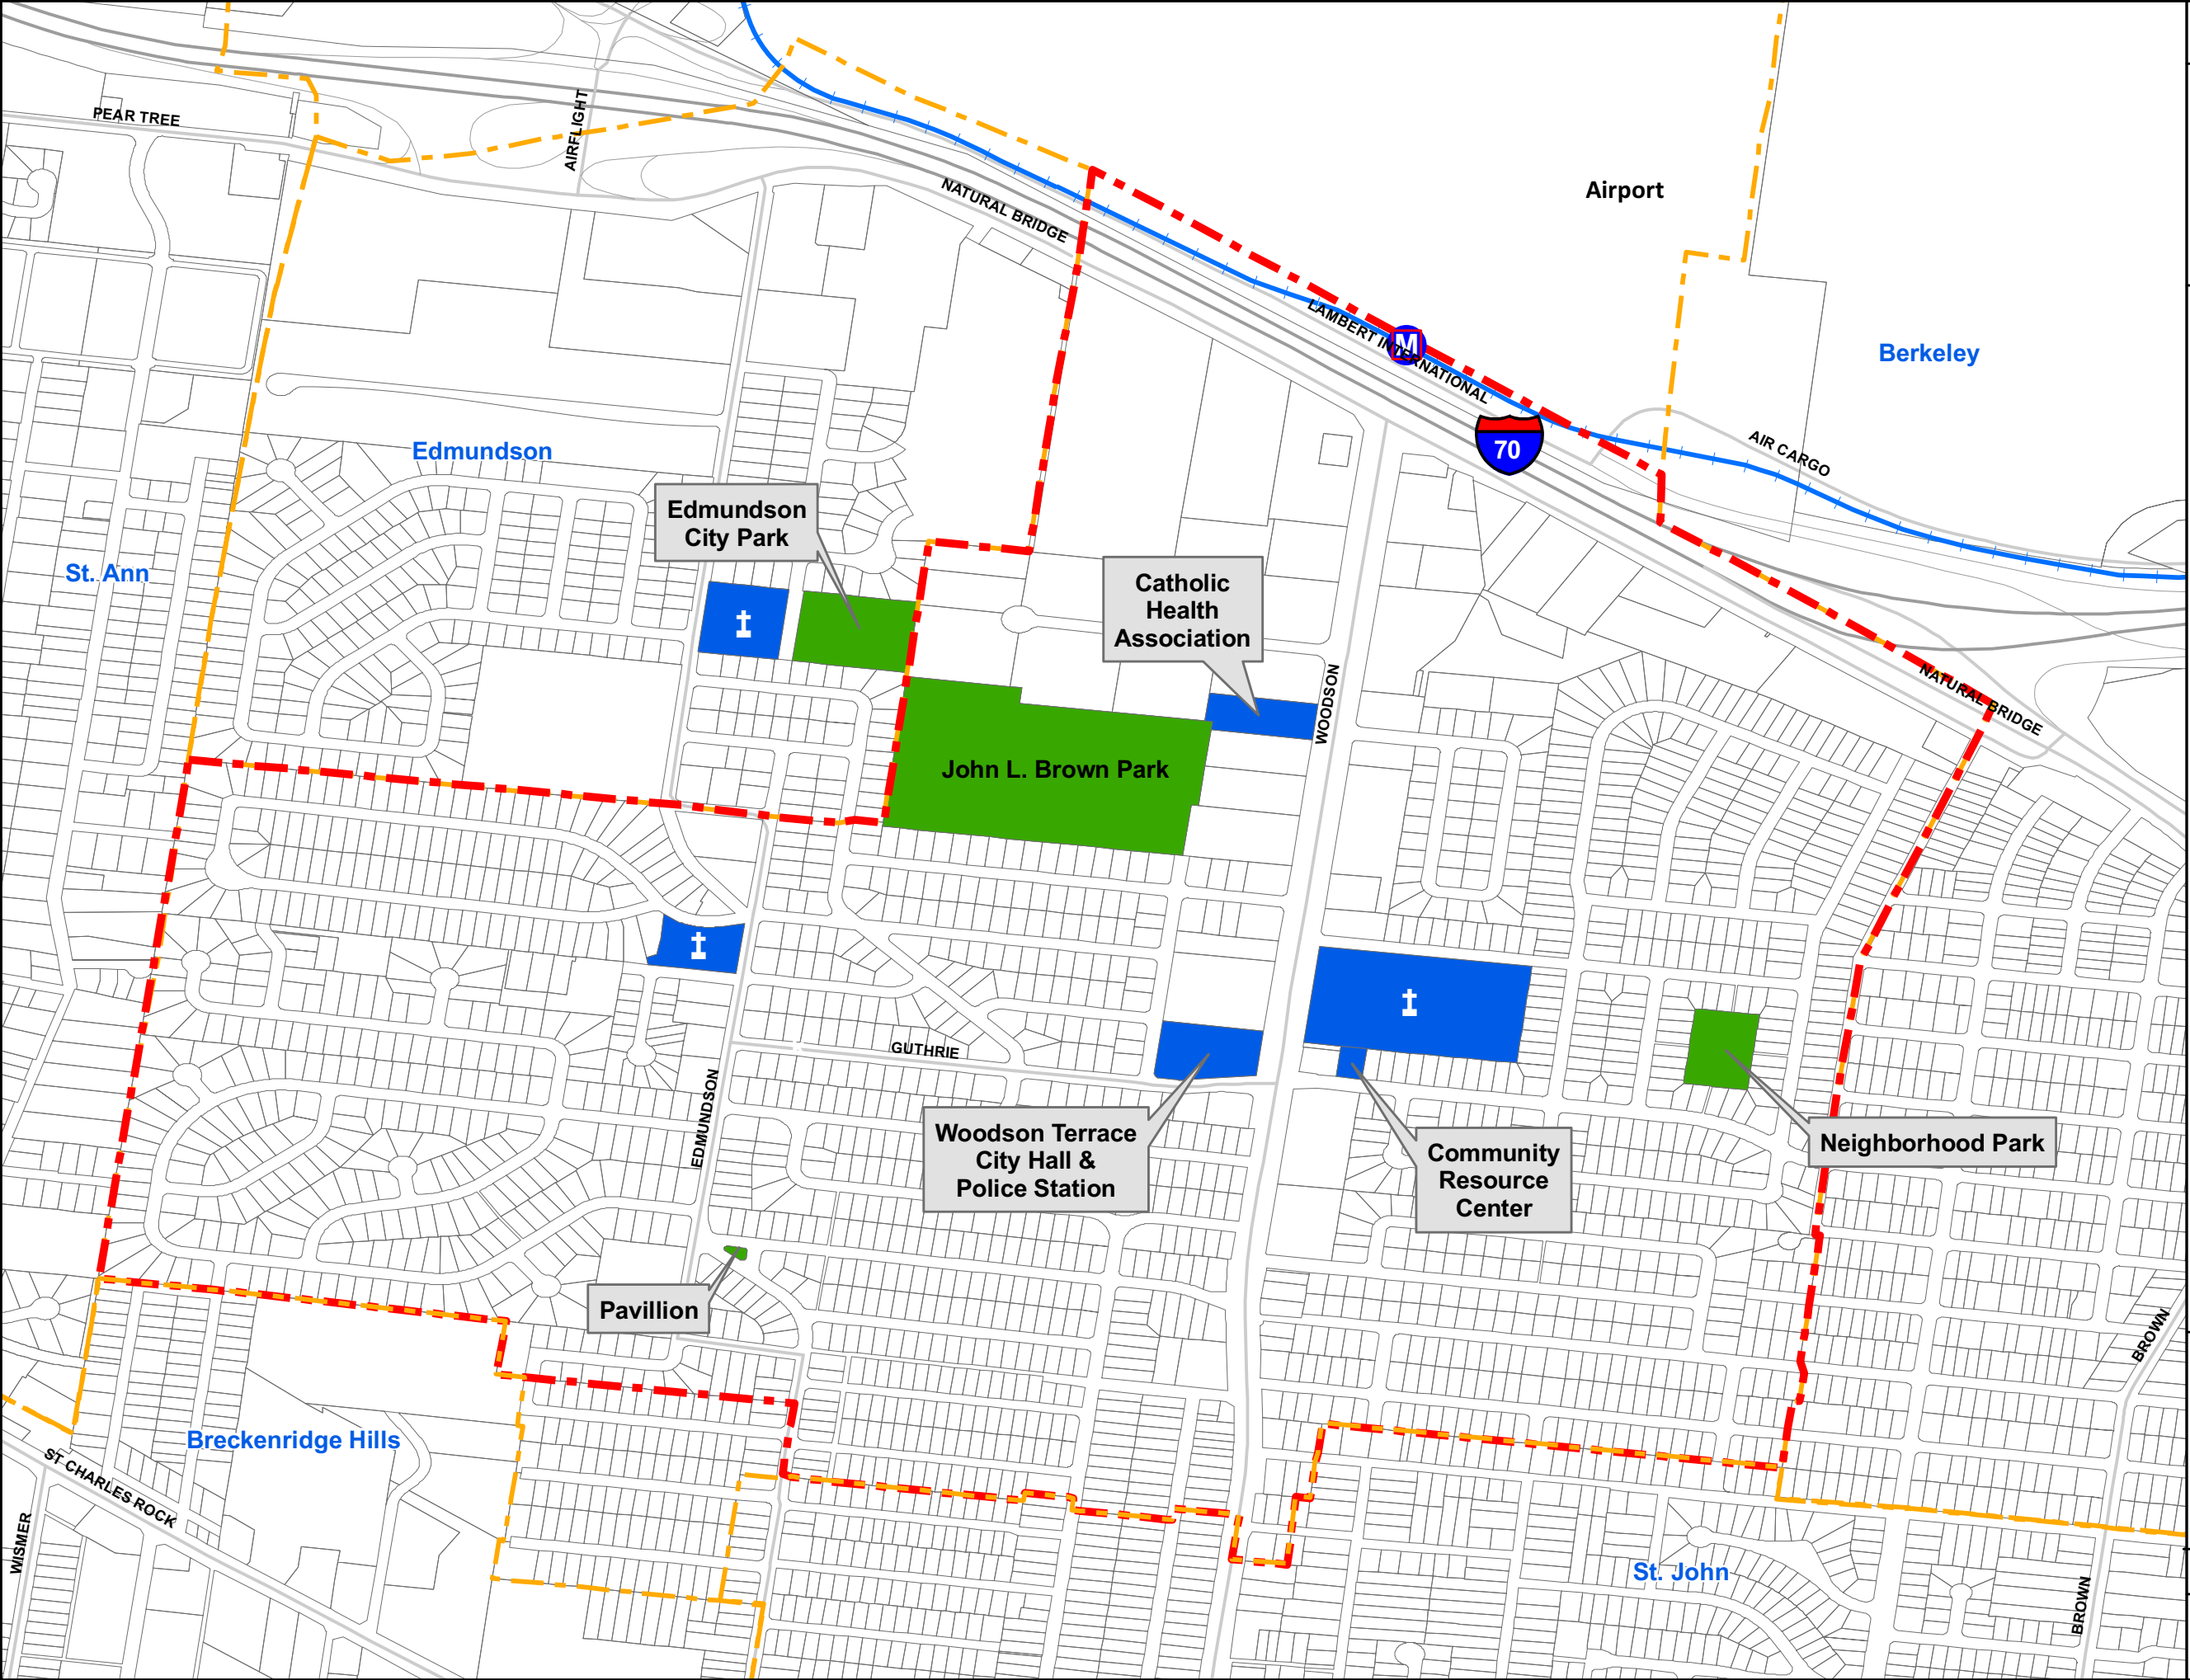 PEAR TREE
AIRFLIGHT
NATURAL BRIDGE
Airport
LAMBERT INTERNATIONAL
M
Berkeley
70
AIR CARGO
Edmundson
Edmundson
City Park
St. Ann
Catholic
Health
Association
WOODSON
NATURAL BRIDGE
John L. Brown Park
GUTHRIE
EDMUNDSON
Woodson Terrace
City Hall &
Police Station
Community
Resource
Center
Neighborhood Park
Pavillion
BROWN
Breckenridge Hills
ST CHARLES ROCK
WISMER
St. John
BROWN